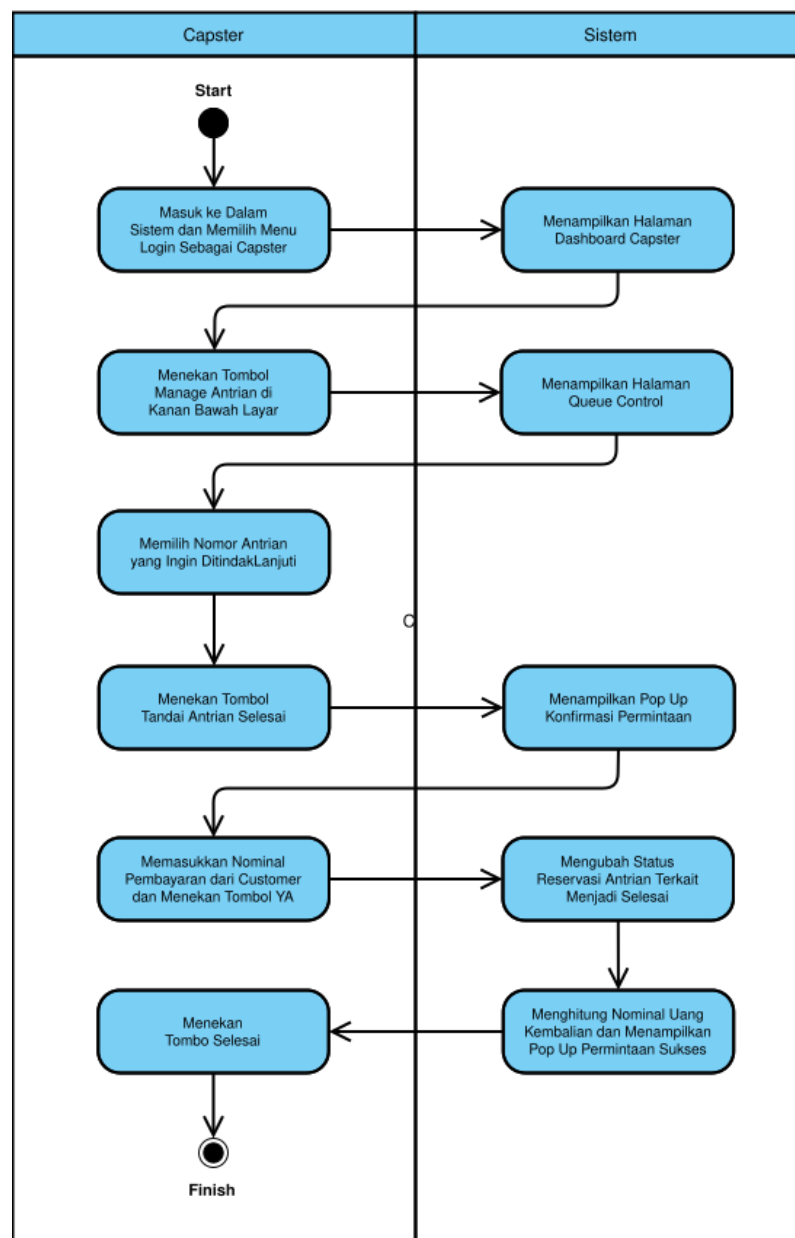 Capster
Sistem
Start
Masuk ke Dalam
Sistem dan Memilih Menu
Login Sebagai Capster
Menampilkan Halaman
Dashboard Capster
Menekan Tombol
Manage Antrian di
Kanan Bawah Layar
Menampilkan Halaman
Queue Control
Memilih Nomor Antrian
yang Ingin DitindakLanjuti
C
Menekan Tombol
Tandai Antrian Selesai
Menampilkan Pop Up
Konfirmasi Permintaan
Memasukkan Nominal
Pembayaran dari Customer
dan Menekan Tombol YA
Mengubah Status
Reservasi Antrian Terkait
Menjadi Selesai
Menekan
Tombo Selesai
Menghitung Nominal Uang
Kembalian dan Menampilkan
Pop Up Permintaan Sukses
Finish